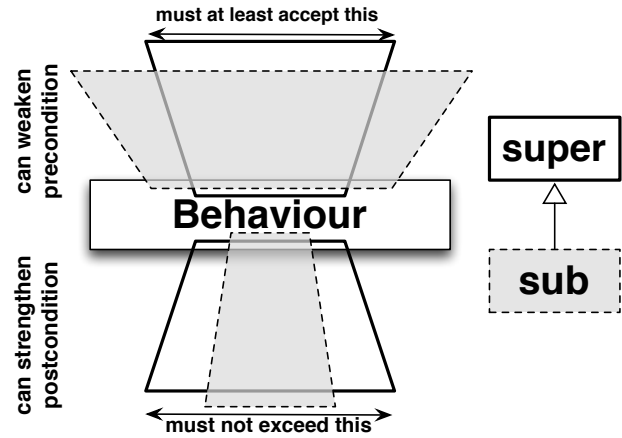 must at least accept this
can weaken
precondition
super
Behaviour
sub
can strengthen
postcondition
must not exceed this